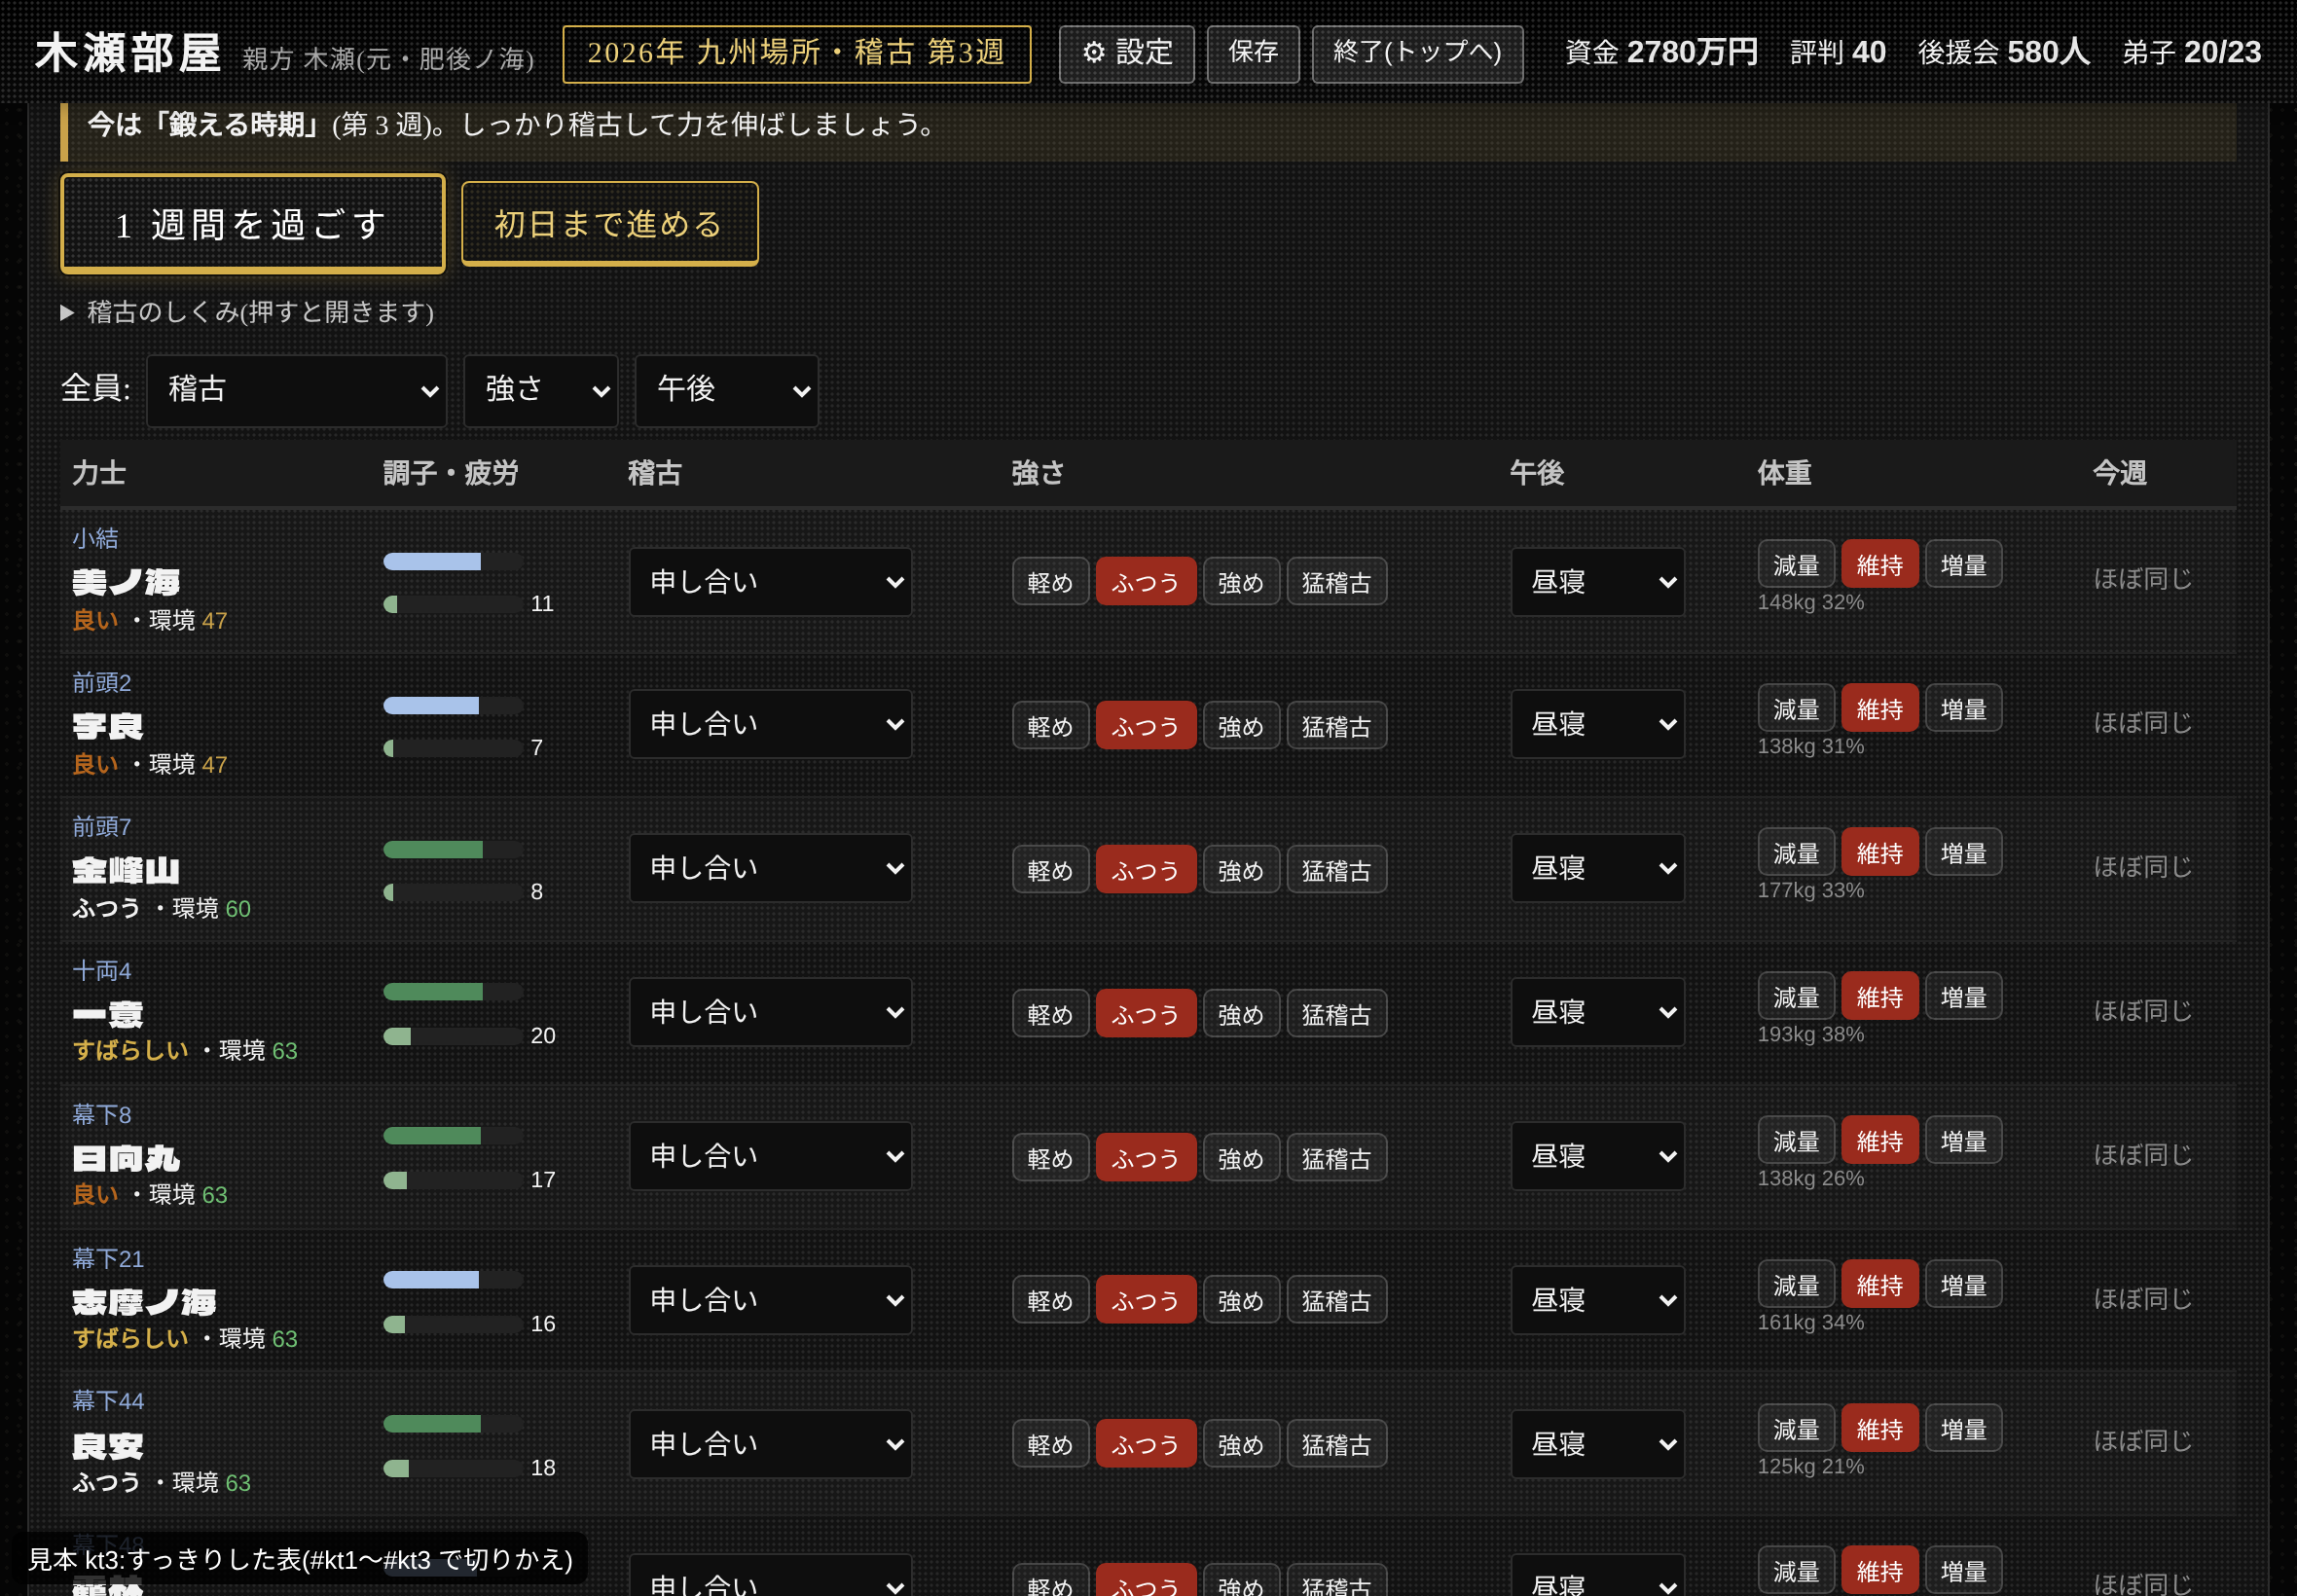 木瀬部屋 親方 木瀬(元・肥後ノ海) 2026年 九州場所・稽古 第3週 ⚙ 設定 保存 終了(トップへ) 資金 2780万円 評判 40 後援会 580人 弟子 20/23
今は「鍛える時期」(第 3 週)。しっかり稽古して力を伸ばしましょう。
1 週間を過ごす 初日まで進める
▶ 稽古のしくみ(押すと開きます)
全員: 稽古 強さ 午後
力士 調子・疲労 稽古 強さ 午後 体重 今週
小結
美ノ海 11 申し合い 軽め ふつう 強め 猛稽古 昼寝 減量 維持 増量 ほぼ同じ
148kg 32%
良い ・環境 47
前頭2
宇良 7 申し合い 軽め ふつう 強め 猛稽古 昼寝 減量 維持 増量 ほぼ同じ
138kg 31%
良い ・環境 47
前頭7
金峰山 8 申し合い 軽め ふつう 強め 猛稽古 昼寝 減量 維持 増量 ほぼ同じ
177kg 33%
ふつう ・環境 60
十両4
一意 20 申し合い 軽め ふつう 強め 猛稽古 昼寝 減量 維持 増量 ほぼ同じ
193kg 38%
すばらしい ・環境 63
幕下8
日向丸 17 申し合い 軽め ふつう 強め 猛稽古 昼寝 減量 維持 増量 ほぼ同じ
138kg 26%
良い ・環境 63
幕下21
志摩ノ海 16 申し合い 軽め ふつう 強め 猛稽古 昼寝 減量 維持 増量 ほぼ同じ
161kg 34%
すばらしい ・環境 63
幕下44
良安 18 申し合い 軽め ふつう 強め 猛稽古 昼寝 減量 維持 増量 ほぼ同じ
125kg 21%
ふつう ・環境 63
幕下48
申し合い 軽め ふつう 強め 猛稽古 昼寝 減量 維持 増量 ほぼ同じ
見本 kt3:すっきりした表(#kt1〜#kt3 で切りかえ)